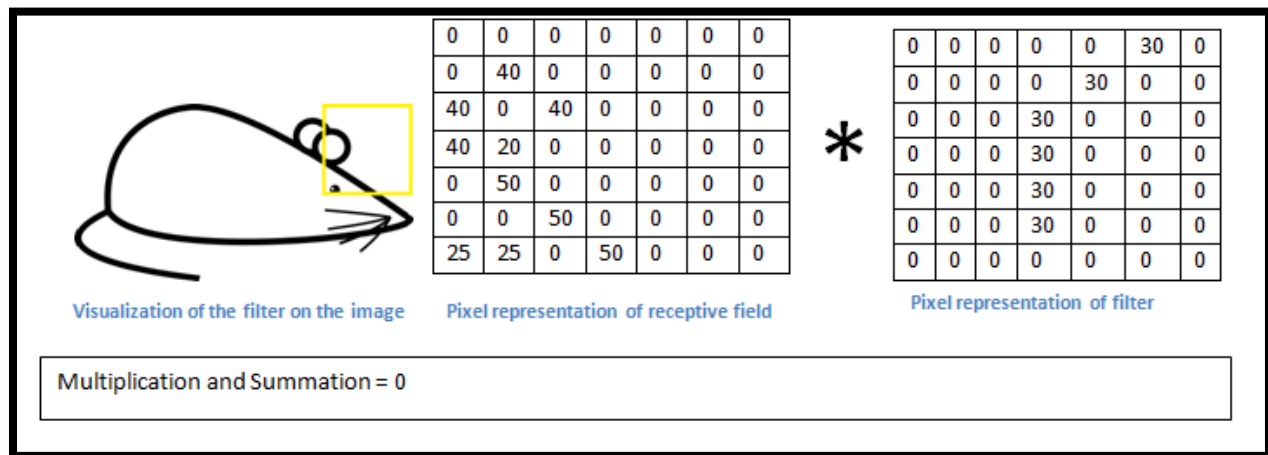 0 0 0 0 0 0 0
0 40 0 0 0 0 0
40 0 40 0 0 0 0
40 20 0 0 0 0 0
0 50 0 0 0 0 0
0 0 50 0 0 0 0
25 25 0 50 0 0 0
*
0 0 0 0 0 30 0
0 0 0 0 30 0 0
0 0 0 30 0 0 0
0 0 0 30 0 0 0
0 0 0 30 0 0 0
0 0 0 30 0 0 0
0 0 0 0 0 0 0
Visualization of the filter on the image
Pixel representation of receptive field
Pixel representation of filter
Multiplication and Summation = 0